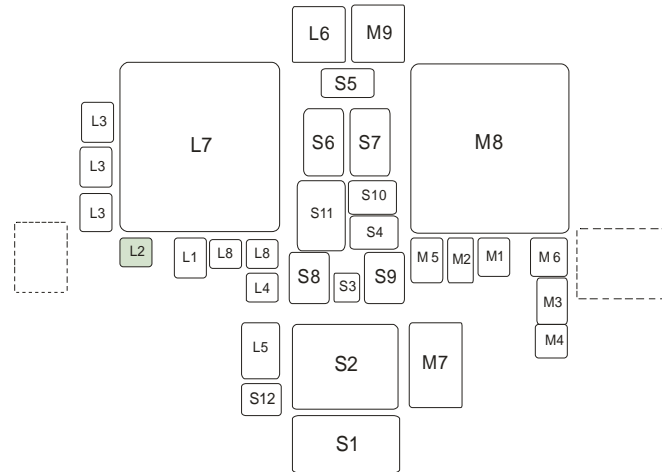 L6 M9
S5
L3 L7 S6 S7 M8
L3
L3 S11 S10
S4
L2 L1 L8 L8 M 5 M2 M1 M 6
L4 S8 S3 S9 M3
M4
L5 S2 M7
S12
S1